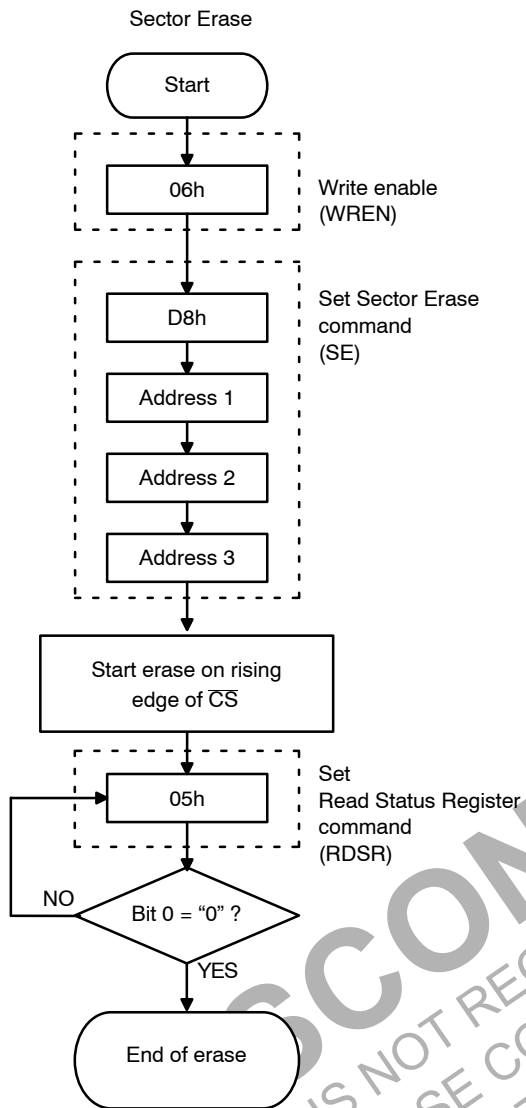 Sector Erase
Start
06h
Write enable
(WREN)
D8h
Set Sector Erase
command
(SE)
Address 1
Address 2
Address 3
Start erase on rising
edge of C̅S̅
05h
Set
Read Status Register
command
(RDSR)
NO
Bit 0 = “0” ?
YES
End of erase